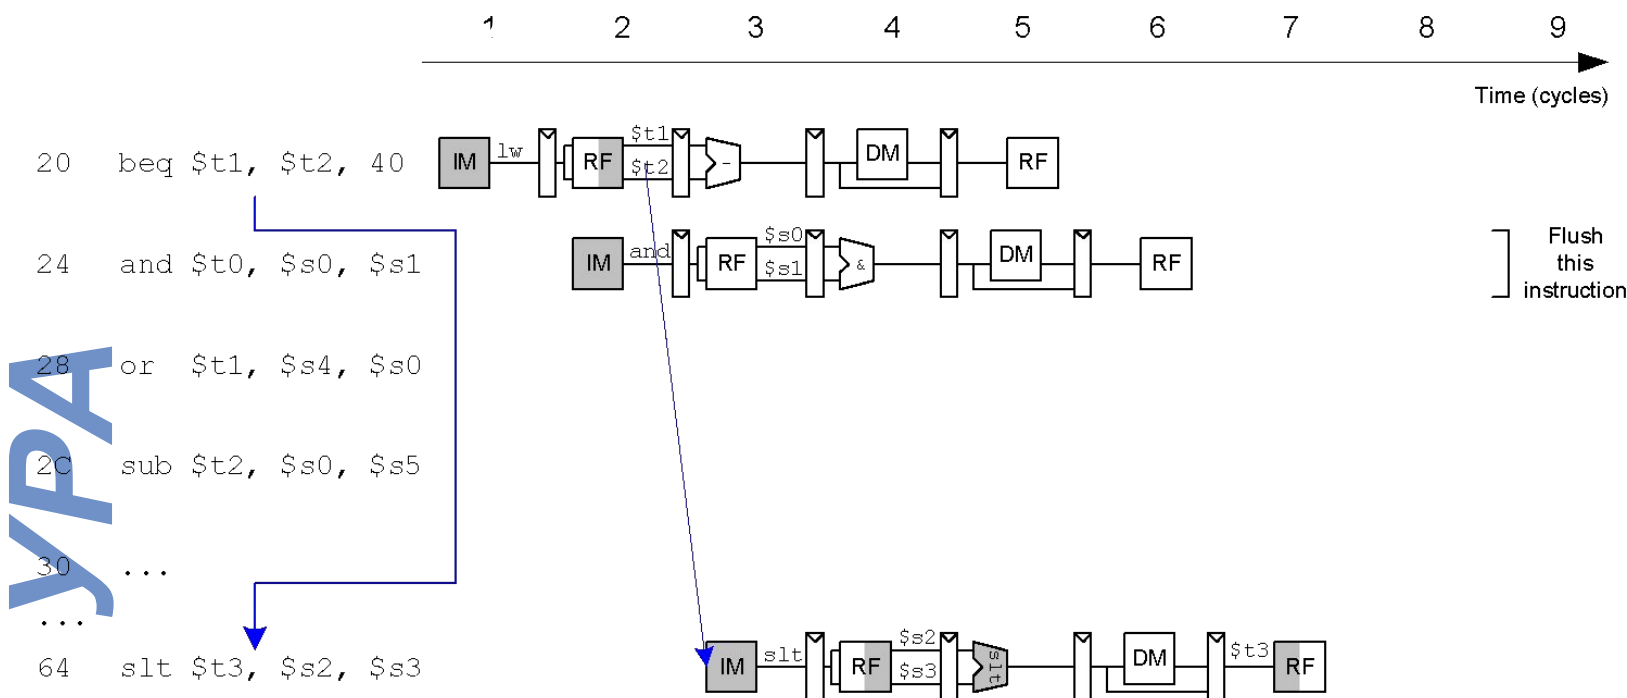 1 2 3 4 5 6 7 8 9
Time (cycles)
20 beq $t1, $t2, 40 IM lw RF $t1 $t2 - DM RF
24 and $t0, $s0, $s1 IM and RF $s0 $s1 & DM RF
Flush
this
instruction
28 or $t1, $s4, $s0
2C sub $t2, $s0, $s5
30 ...
...
64 slt $t3, $s2, $s3 IM slt RF $s2 $s3 slt DM $t3 RF
уРА